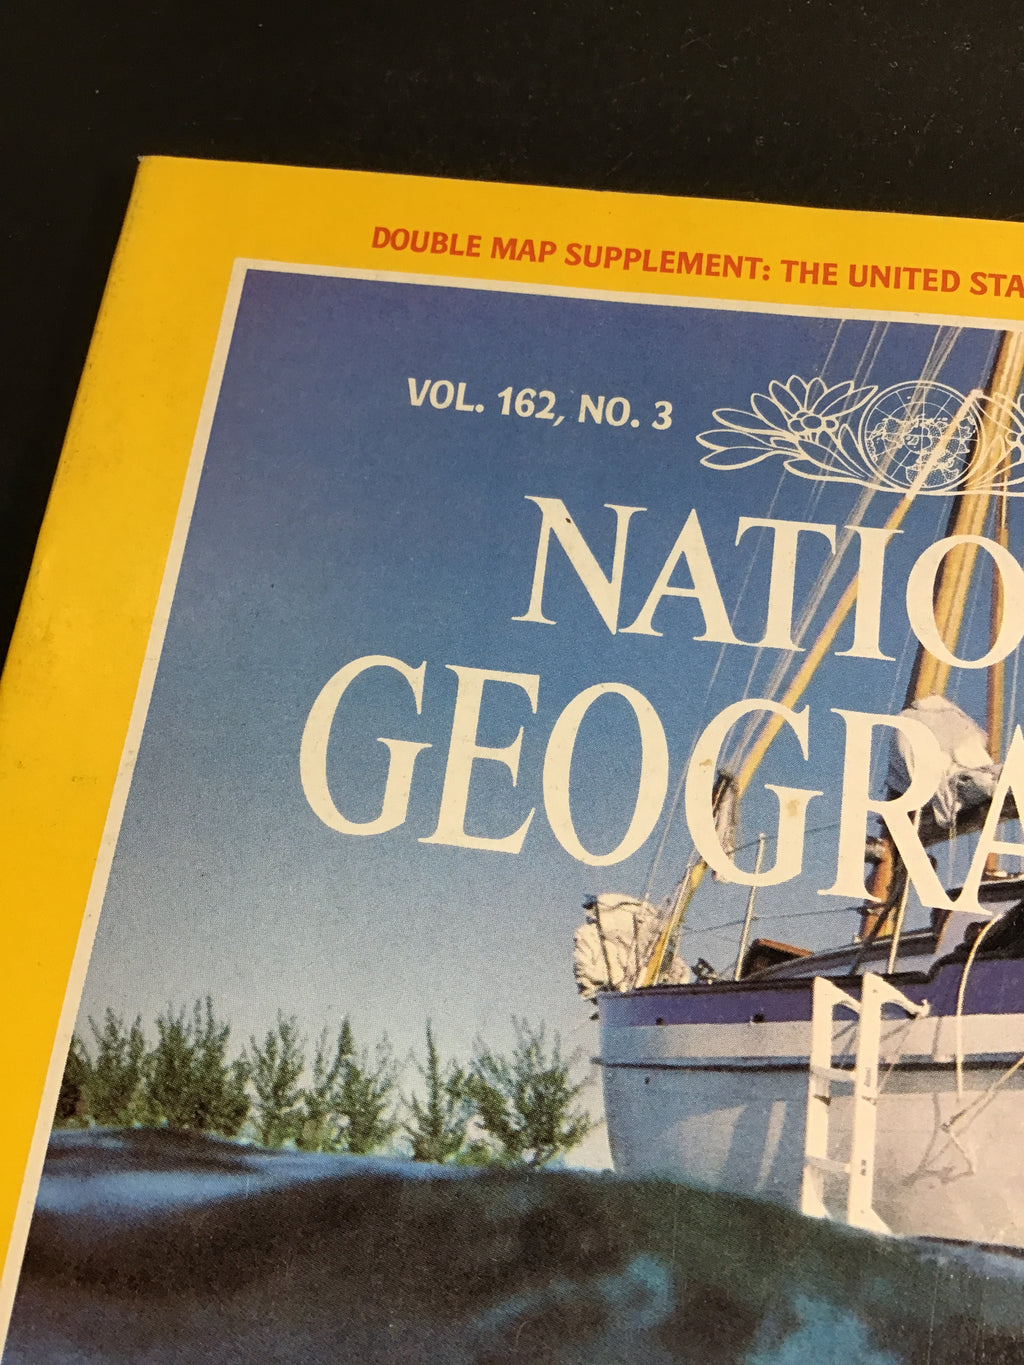 DOUBLE MAP SUPPLEMENT: THE UNITED STA
VOL. 162, NO. 3
NATIO
GEOGRA